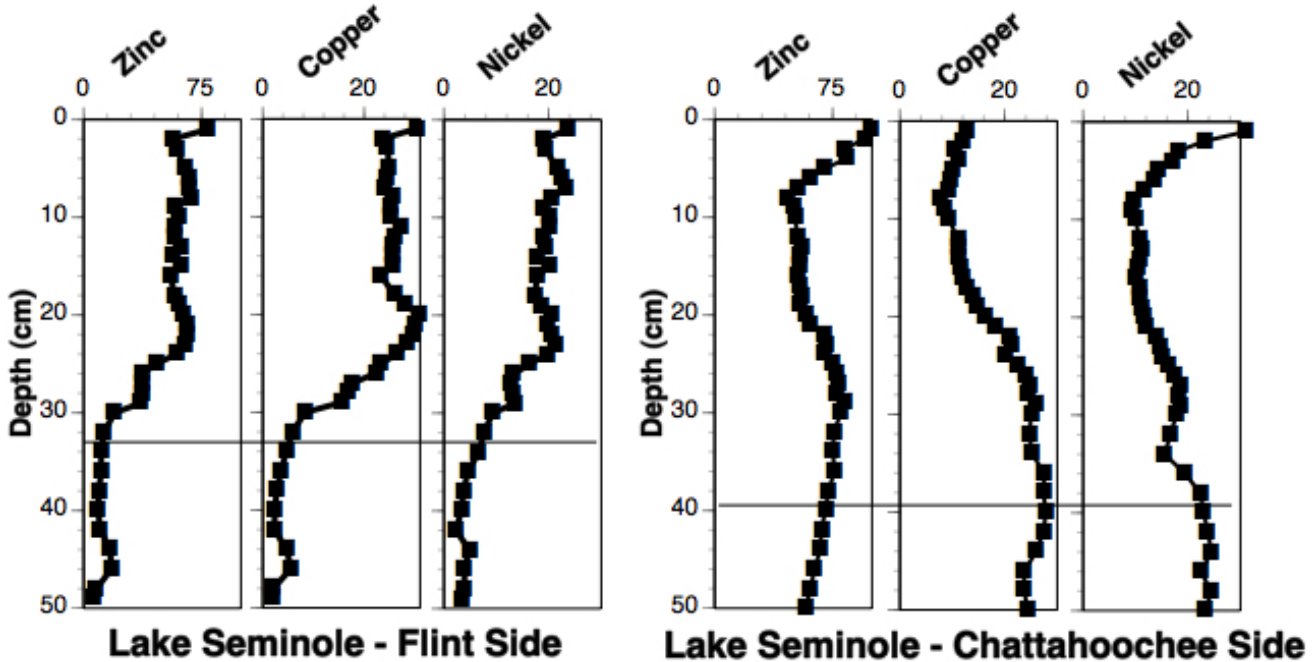 Zinc Copper Nickel Zinc Copper Nickel
0 75 0 20 20 0 75 0 20 0 20
0 0
10 10
20 20
Depth (cm) Depth (cm)
30 30
40 40
50 50
Lake Seminole - Flint Side Lake Seminole - Chattahoochee Side